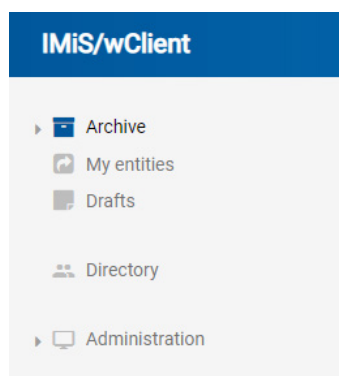 IMiS/wClient
Archive
My entities
Drafts
Directory
Administration